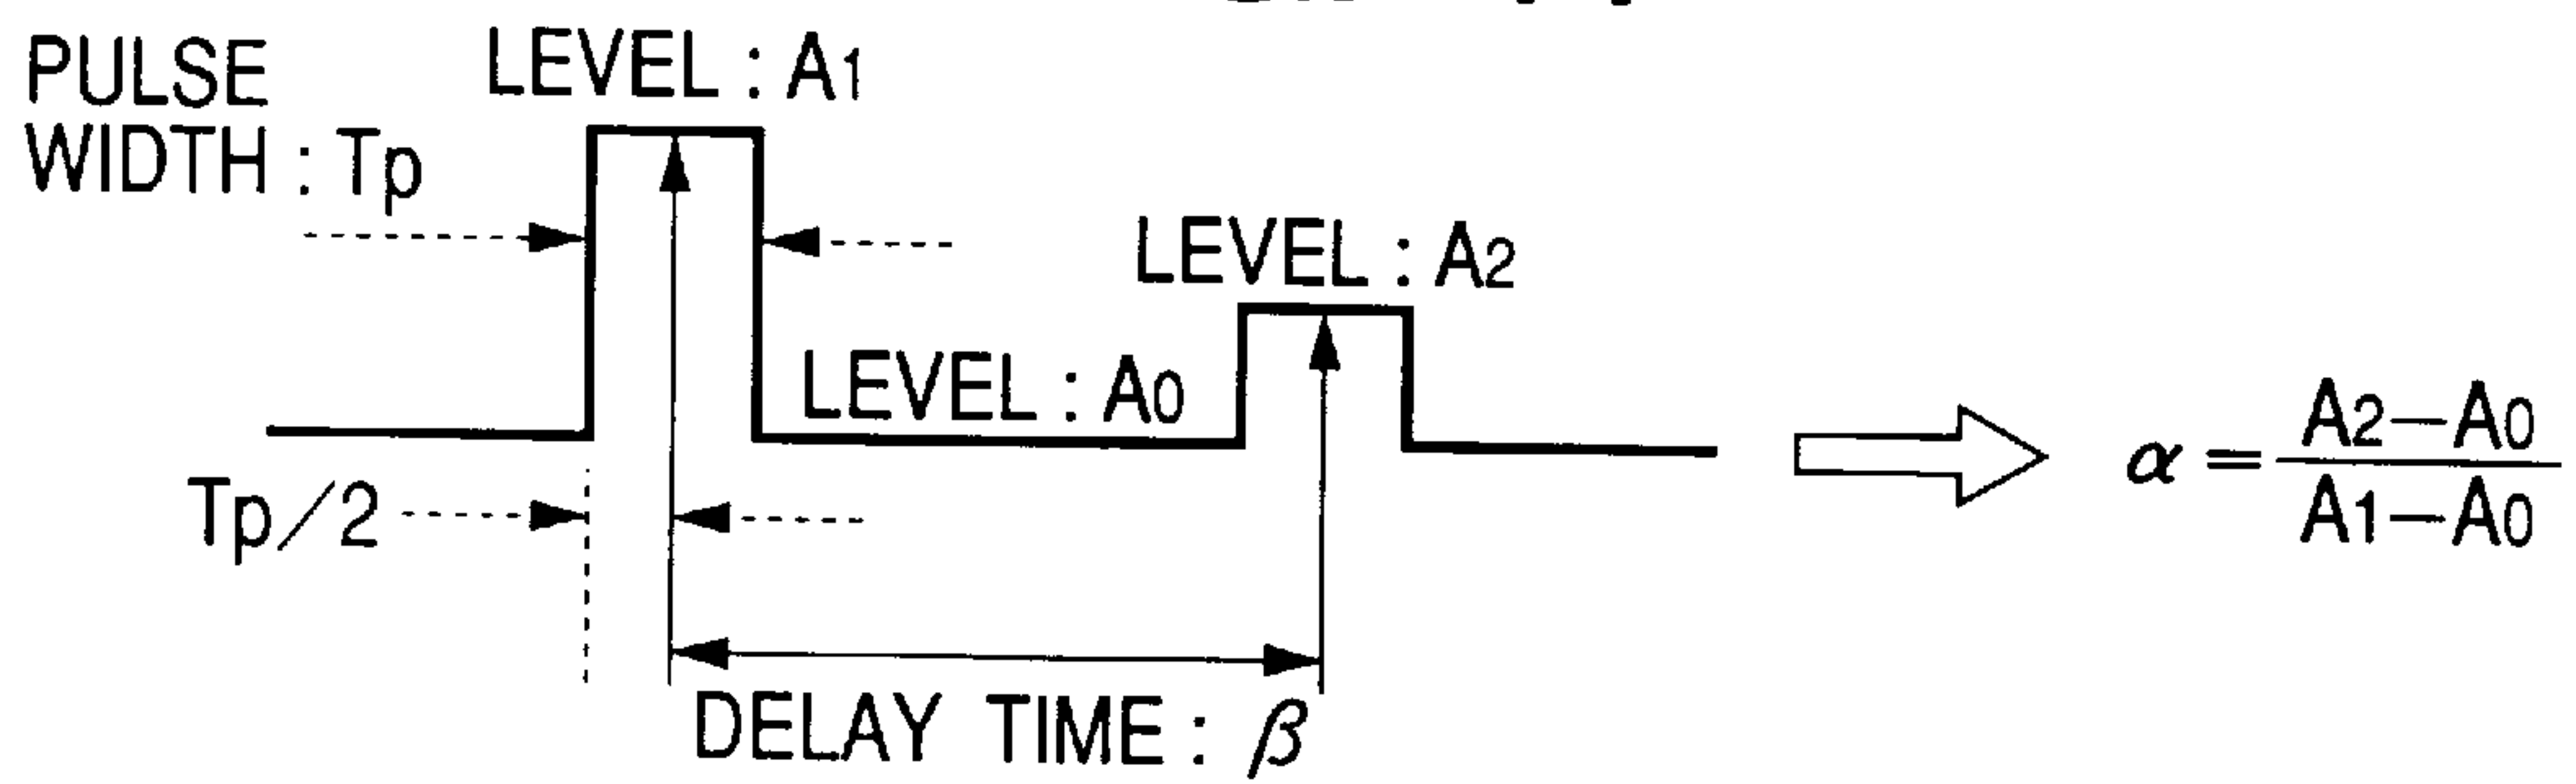 PULSE
WIDTH : Tp
LEVEL : A1
LEVEL : A2
LEVEL : A0
Tp/2
α = A2-A0
A1-A0
DELAY TIME : β